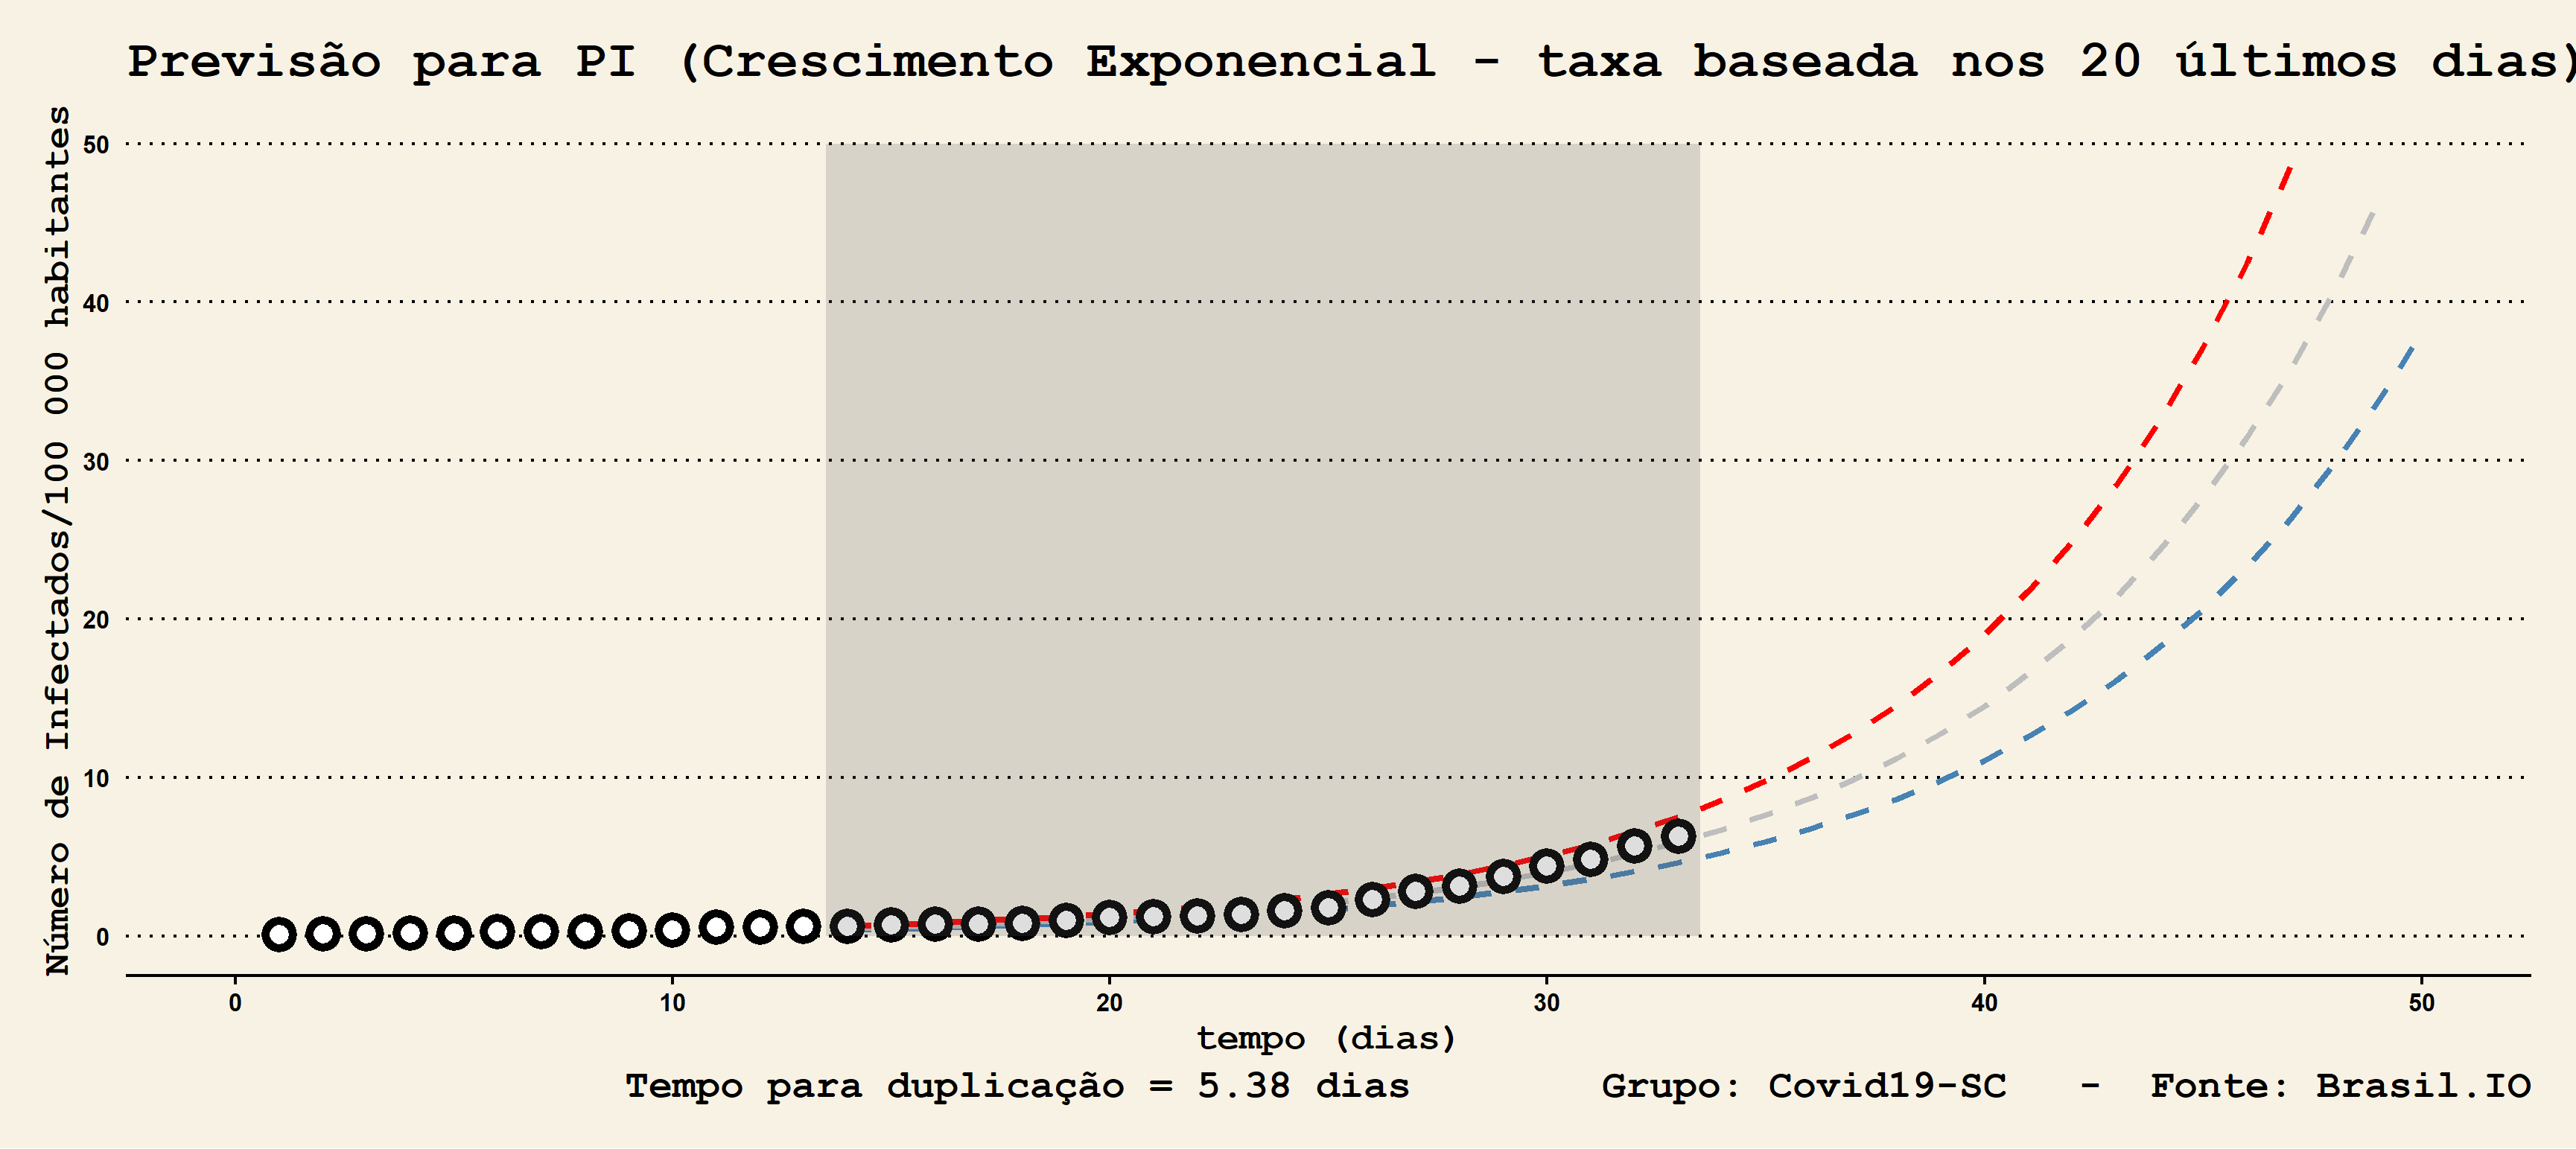 Previsão para PI (Crescimento Exponencial - taxa baseada nos 20 últimos dias)
Número de Infectados/100 000 habitantes
50
40
30
20
10
0
0 10 20 30 40 50
tempo (dias)
Tempo para duplicação = 5.38 dias Grupo: Covid19-SC - Fonte: Brasil.IO